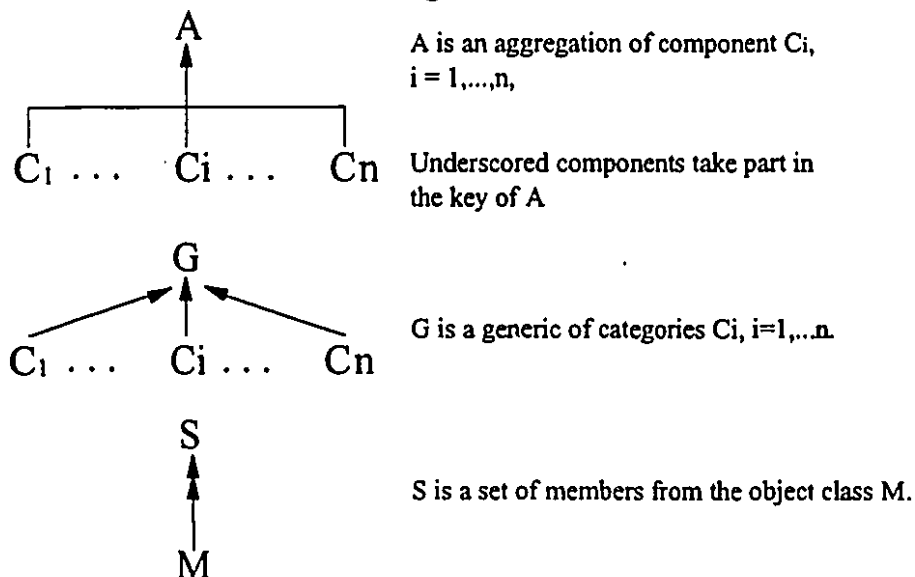 A
A is an aggregation of component Ci,
i = 1,...,n,
C1 ... Ci ... Cn
Underscored components take part in
the key of A
G
G is a generic of categories Ci, i=1,...n.
C1 ... Ci ... Cn
S
S is a set of members from the object class M.
M